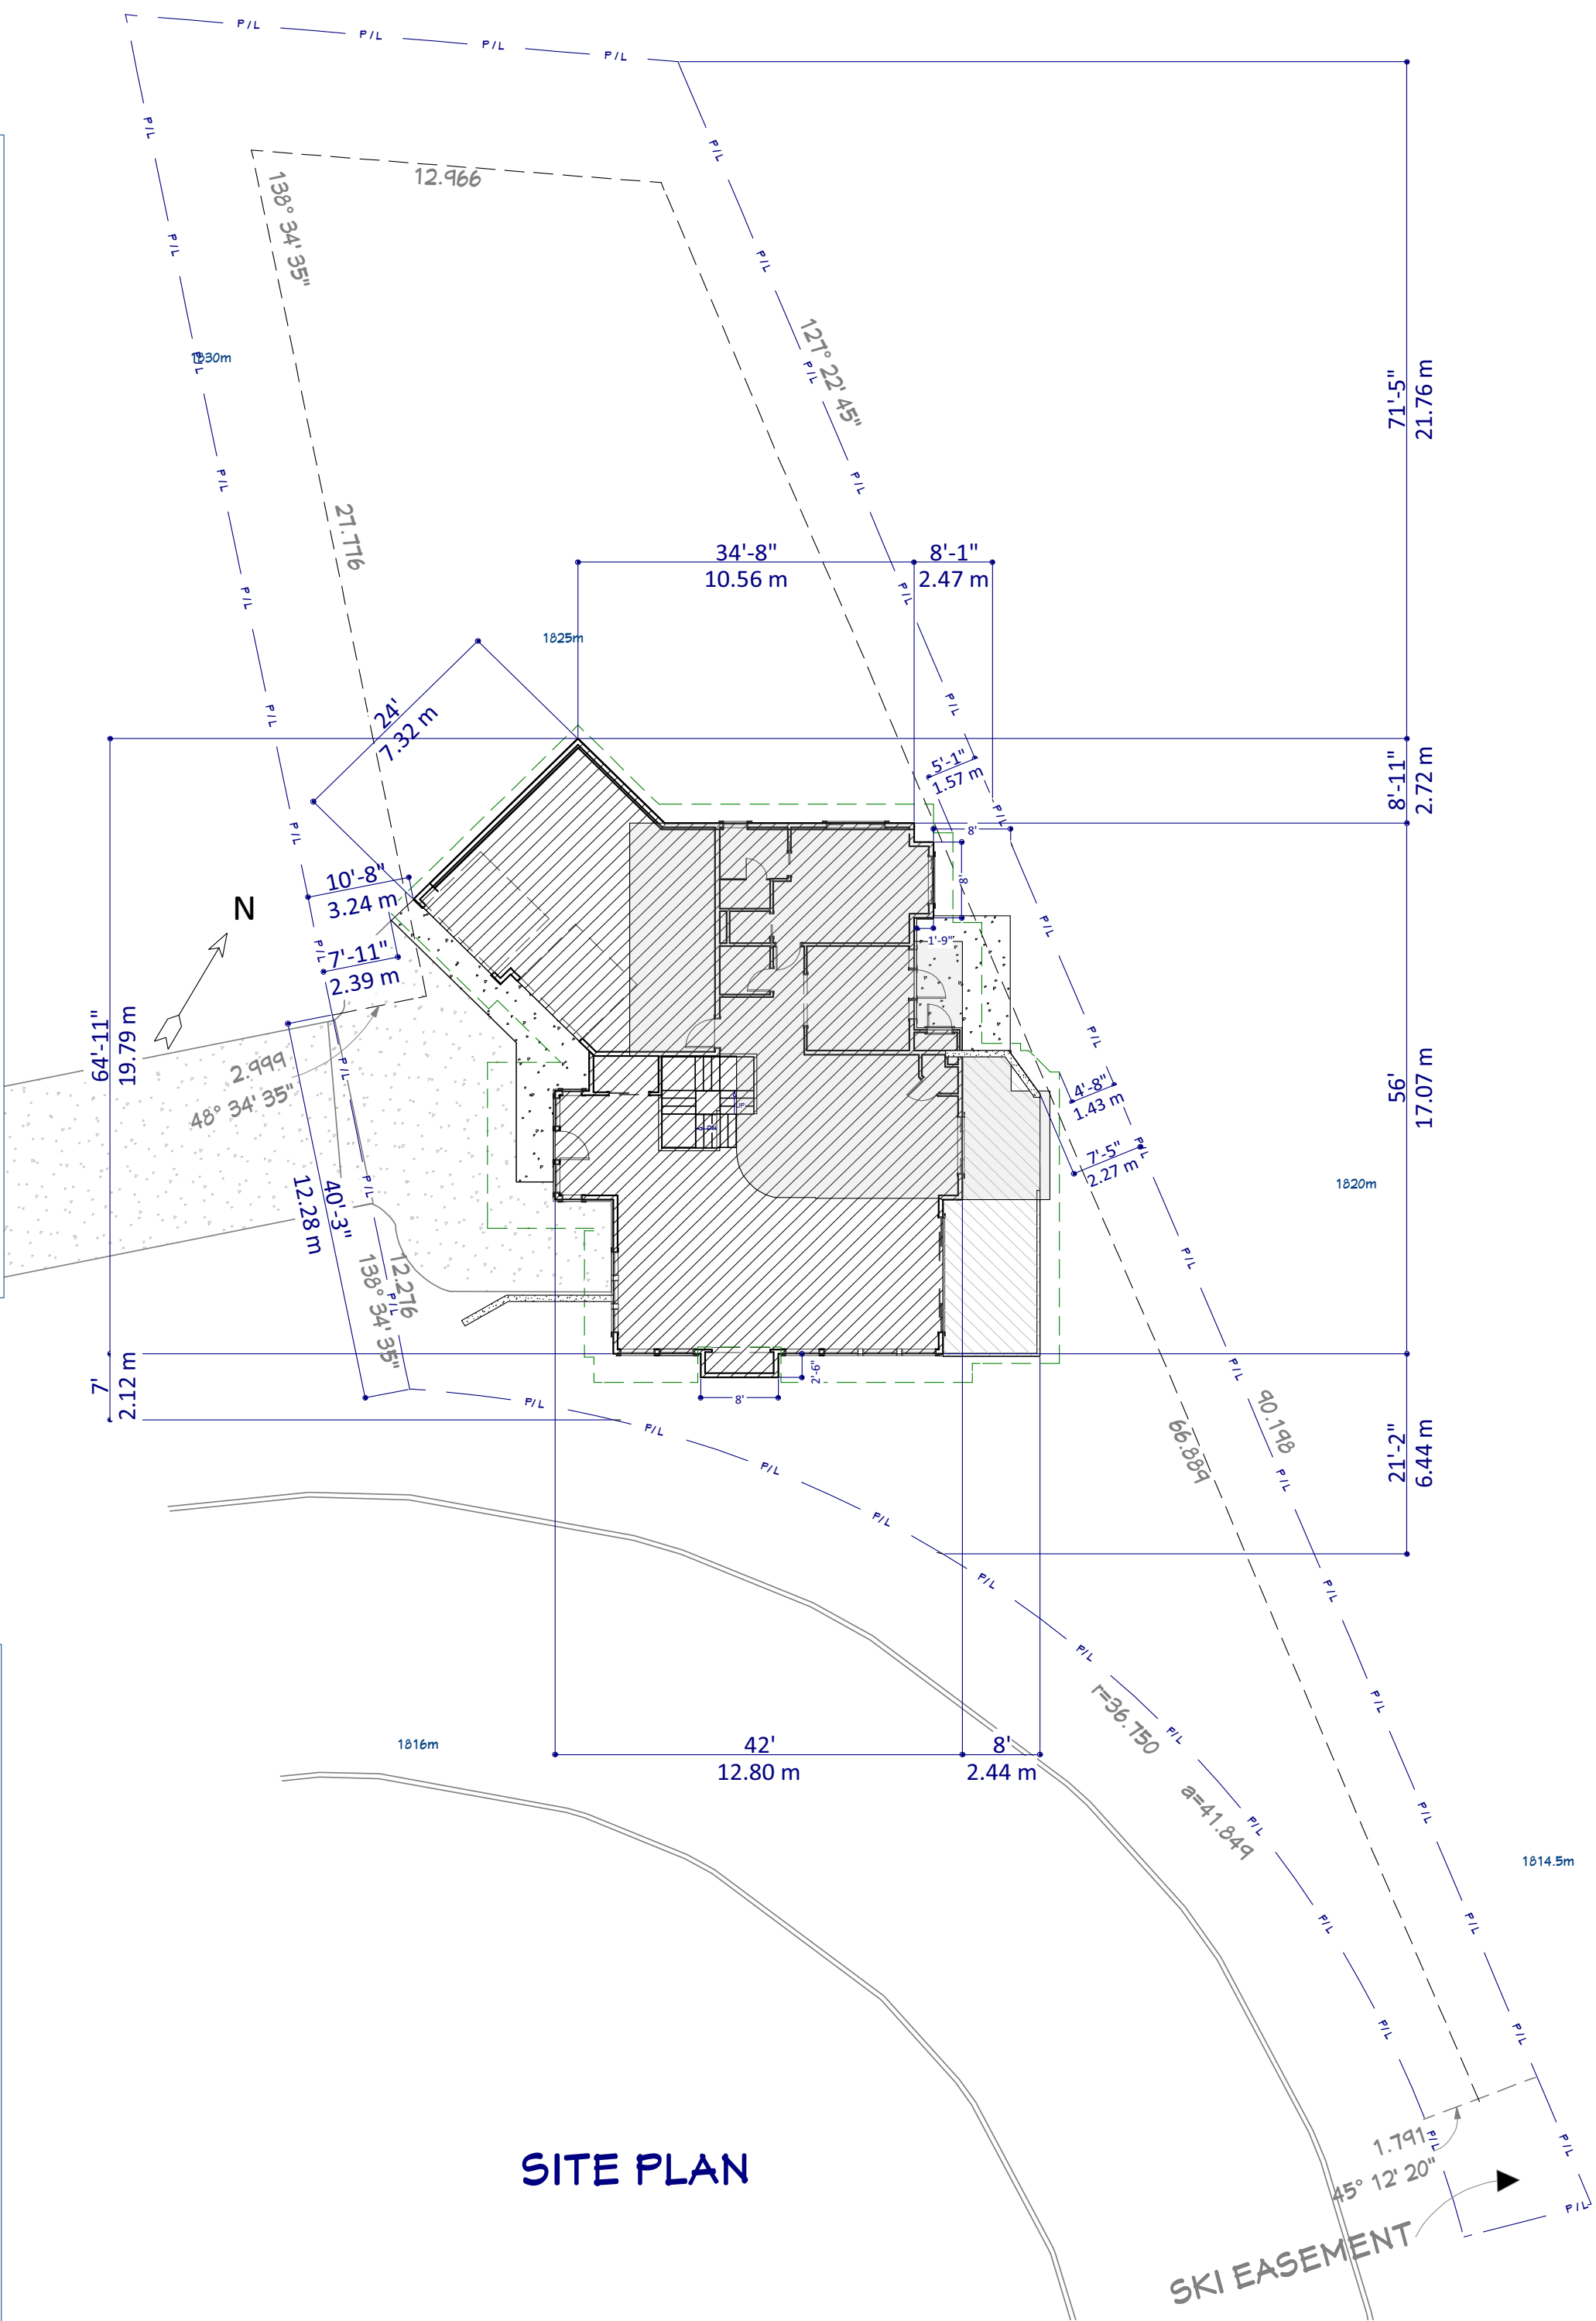 P/L P/L P/L P/L
P/L
P/L
12.966
138° 34' 35"
P/L
P/L
127° 22' 45"
P/L
1830m
P/L
71'-5"
21.76 m
P/L
P/L
27.776
34'-8"
10.56 m
8'-1"
2.47 m
P/L
P/L
1825m
P/L
P/L
24'
7.32 m
5'-1"
1.57 m
8'-11"
2.72 m
P/L
P/L
8'
8'
10'-8"
3.24 m
N
P/L
1'-9"
P/L
7'-11"
2.39 m
64'-11"
19.79 m
2.999
48° 34' 35"
P/L
P/L
4'-8"
1.43 m
56'
17.07 m
UP
P/L
7'-5"
2.27 m
1820m
P/L
40'-3"
12.28 m
12.276
138° 34' 35"
P/L
P/L
7'
2.12 m
2'-6"
8'
P/L
P/L
P/L
P/L
90.198
66.889
21'-2"
6.44 m
P/L
P/L
P/L
P/L
P/L
r=36.750
P/L
P/L
1816m
42'
12.80 m
8'
2.44 m
a=41.849
P/L
P/L
1814.5m
P/L
P/L
P/L
P/L
1.791
45° 12' 20"
P/L
P/L
P/L
SITE PLAN
SKI EASEMENT